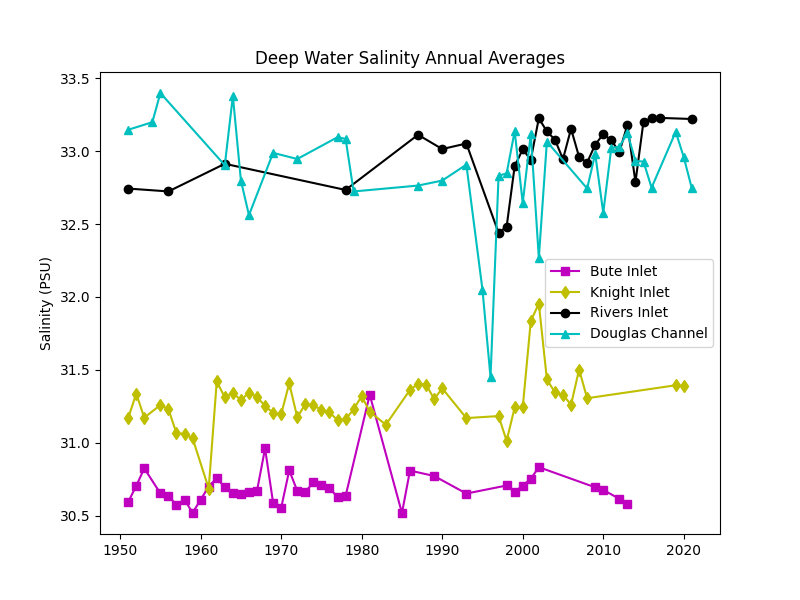 Deep Water Salinity Annual Averages
Salinity (PSU)
33.5
33.0
32.5
32.0
31.5
31.0
30.5
Bute Inlet
Knight Inlet
Rivers Inlet
Douglas Channel
1950 1960 1970 1980 1990 2000 2010 2020